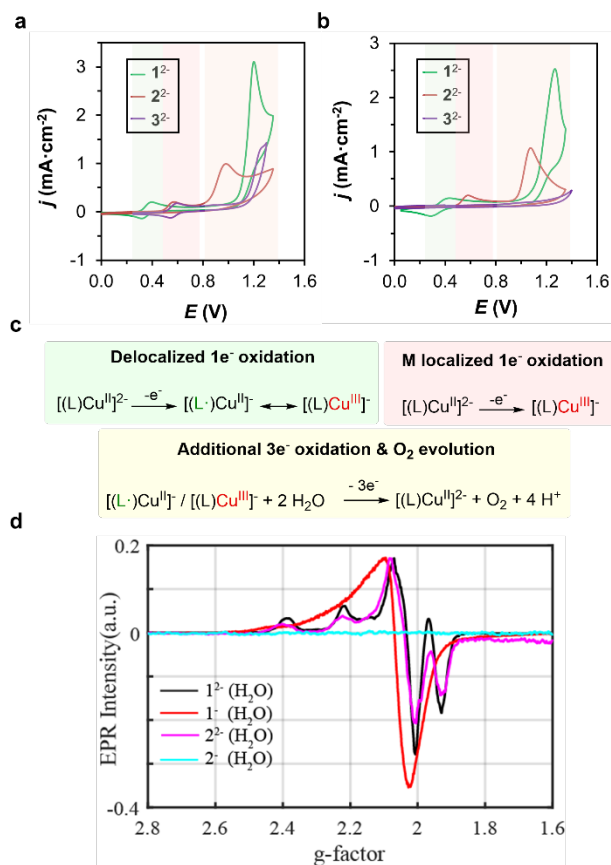 a
b
3
2
1
0
-1
j (mA·cm⁻²)
1²⁻
2²⁻
3²⁻
0.0 0.4 0.8 1.2 1.6
E (V)
3
2
1
0
-1
j (mA·cm⁻²)
1²⁻
2²⁻
3²⁻
0.0 0.4 0.8 1.2 1.6
E (V)
c
Delocalized 1e⁻ oxidation
[(L)Cuᴵᴵ]²⁻ -e⁻ [(L·)Cuᴵᴵ]⁻ ↔ [(L)Cuᴵᴵᴵ]⁻
M localized 1e⁻ oxidation
[(L)Cuᴵᴵ]²⁻ -e⁻ [(L)Cuᴵᴵᴵ]⁻
Additional 3e⁻ oxidation & O₂ evolution
[(L·)Cuᴵᴵ]⁻ / [(L)Cuᴵᴵᴵ]⁻ + 2 H₂O - 3e⁻ [(L)Cuᴵᴵ]²⁻ + O₂ + 4 H⁺
d
0.2
0
-0.4
EPR Intensity(a.u.)
1²⁻ (H₂O)
1⁻ (H₂O)
2²⁻ (H₂O)
2⁻ (H₂O)
2.8 2.6 2.4 2.2 2 1.8 1.6
g-factor